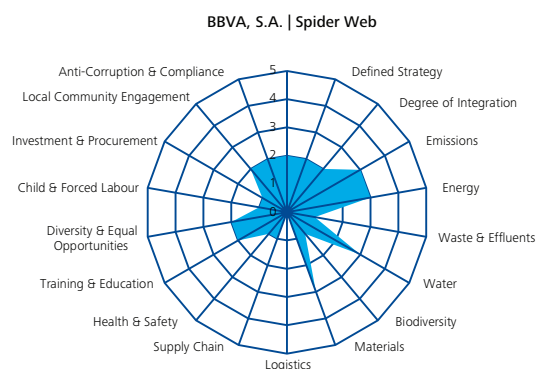 BBVA, S.A. | Spider Web
5
Anti-Corruption & Compliance
Defined Strategy
4
Local Community Engagement
Degree of Integration
3
Investment & Procurement
Emissions
2
1
Child & Forced Labour
Energy
0
Diversity & Equal
Opportunities
Waste & Effluents
Training & Education
Water
Health & Safety
Biodiversity
Supply Chain
Materials
Logistics